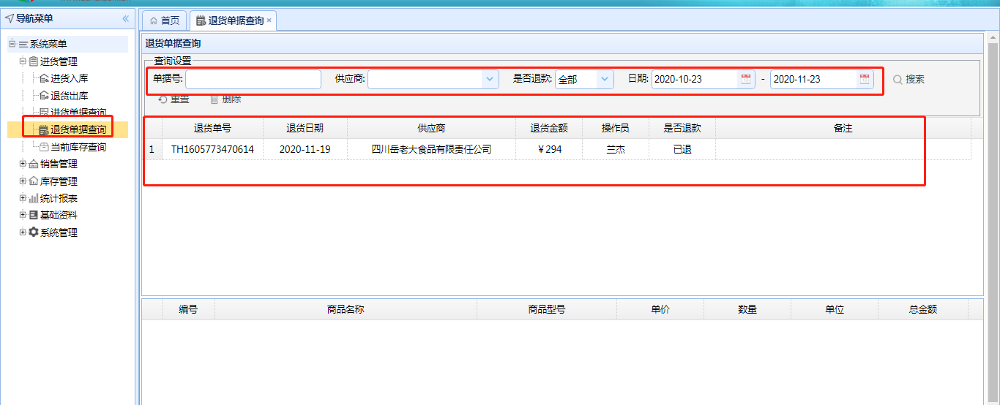 导航菜单
系统菜单
进货管理
进货入库
退货出库
进货单据查询
退货单据查询
当前库存查询
销售管理
库存管理
统计报表
基础资料
系统管理
首页 退货单据查询
退货单据查询
查询设置
单据号: 供应商: 是否退款: 全部 日期: 2020-10-23 - 2020-11-23 搜索
重查 删除
退货单号 退货日期 供应商 退货金额 操作员 是否退款 备注
1 TH1605773470614 2020-11-19 四川岳老大食品有限责任公司 ¥294 兰杰 已退
编号 商品名称 商品型号 单价 数量 单位 总金额